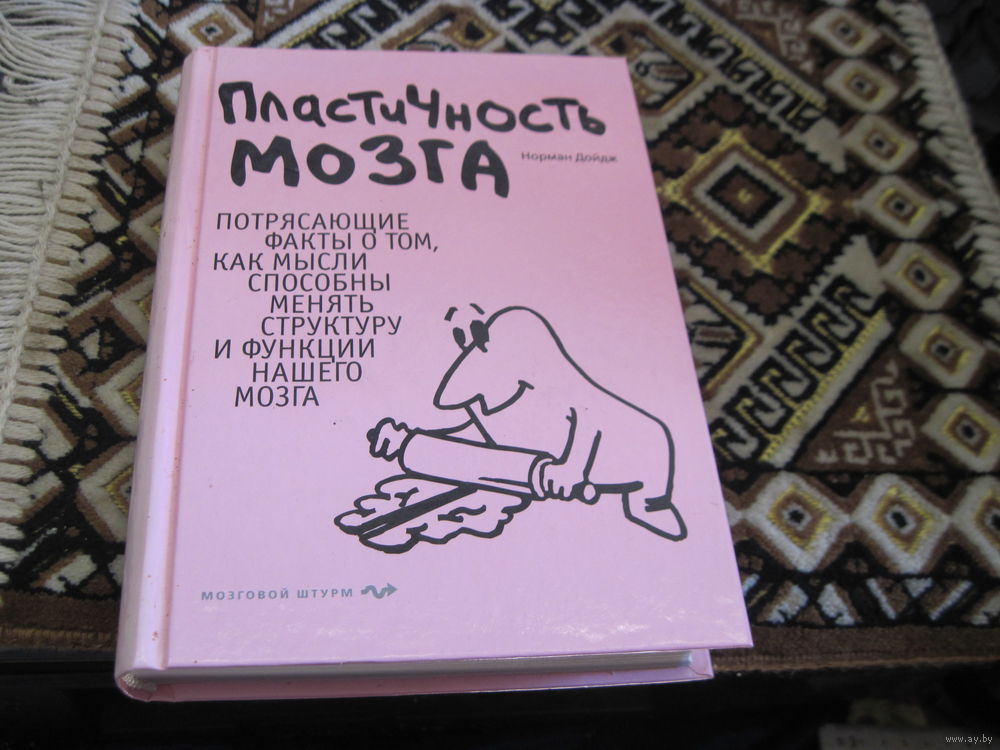 Пластичность
мозга
Норман Дойдж
ПОТРЯСАЮЩИЕ
ФАКТЫ О ТОМ,
КАК МЫСЛИ
СПОСОБНЫ
МЕНЯТЬ
СТРУКТУРУ
И ФУНКЦИИ
НАШЕГО
МОЗГА
МОЗГОВОЙ ШТУРМ
www.ay.by